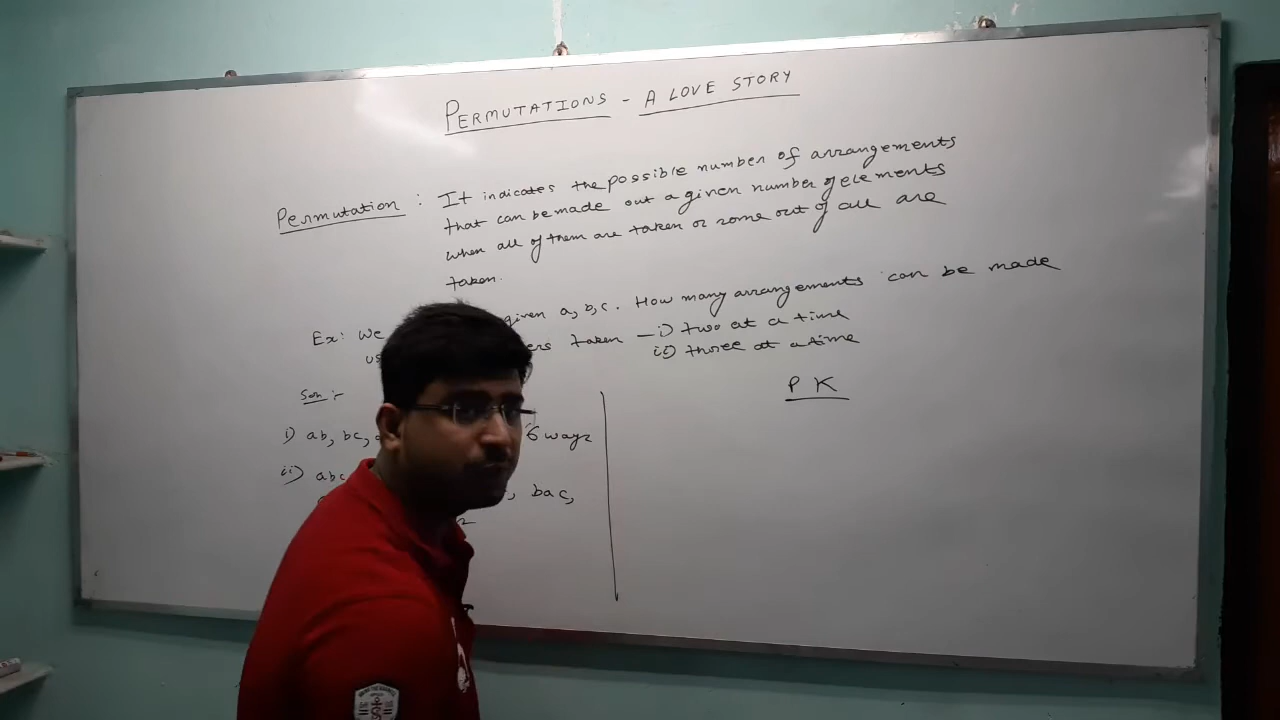 PERMUTATIONS - A LOVE STORY
Permutation : It indicates the possible number of arrangements
that can be made out a given number of elements
when all of them are taken or some out of all are
taken.
Ex: We given a, b, c. How many arrangements can be made
taken - i) two at a time
ii) three at a time
Soln :-
P K
i) ab, bc, 6 ways
ii) abc bac,